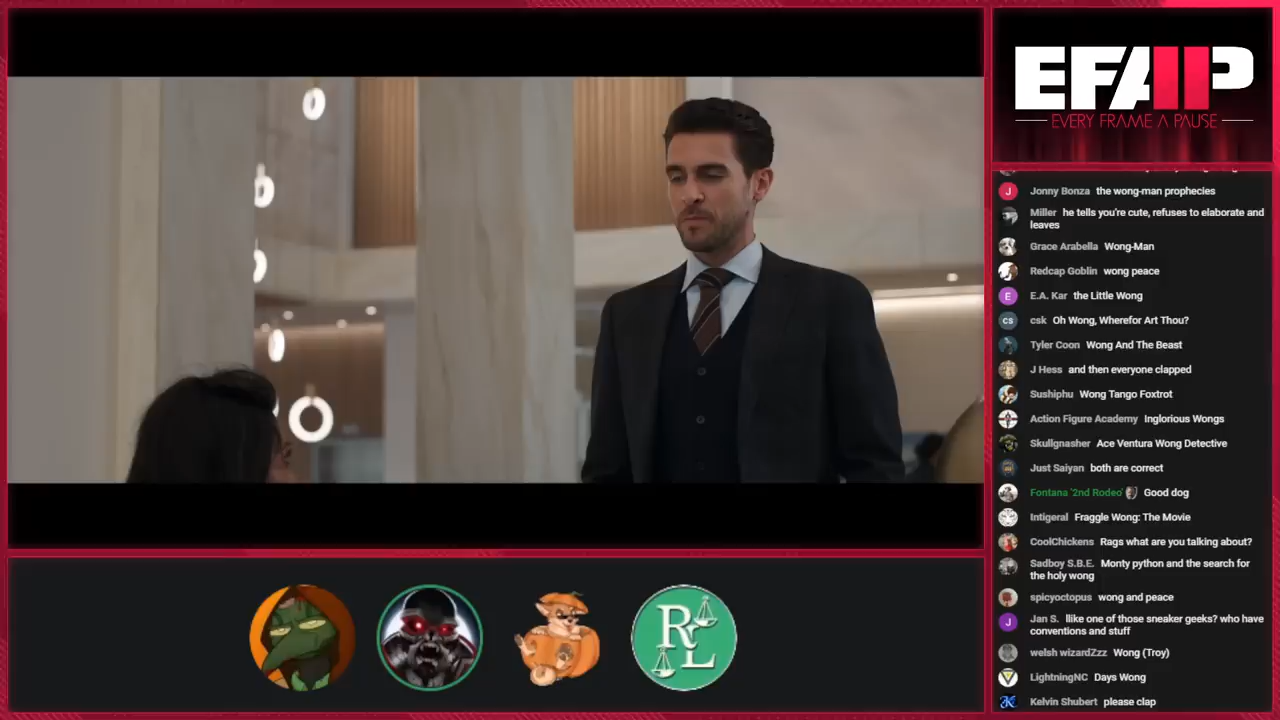 EFAP
EVERY FRAME A PAUSE
J Jonny Bonza the wong-man prophecies
Miller he tells you're cute, refuses to elaborate and
leaves
Grace Arabella Wong-Man
Redcap Goblin wong peace
E E.A. Kar the Little Wong
cs csk Oh Wong, Wherefor Art Thou?
Tyler Coon Wong And The Beast
J Hess and then everyone clapped
Sushiphu Wong Tango Foxtrot
Action Figure Academy Inglorious Wongs
Skullgnasher Ace Ventura Wong Detective
Just Saiyan both are correct
Fontana '2nd Rodeo' Good dog
Intigeral Fraggle Wong: The Movie
CoolChickens Rags what are you talking about?
Sadboy S.B.E. Monty python and the search for
the holy wong
spicyoctopus wong and peace
J Jan S. llike one of those sneaker geeks? who have
conventions and stuff
welsh wizardZzz Wong (Troy)
LightningNC Days Wong
K Kelvin Shubert please clap
R L